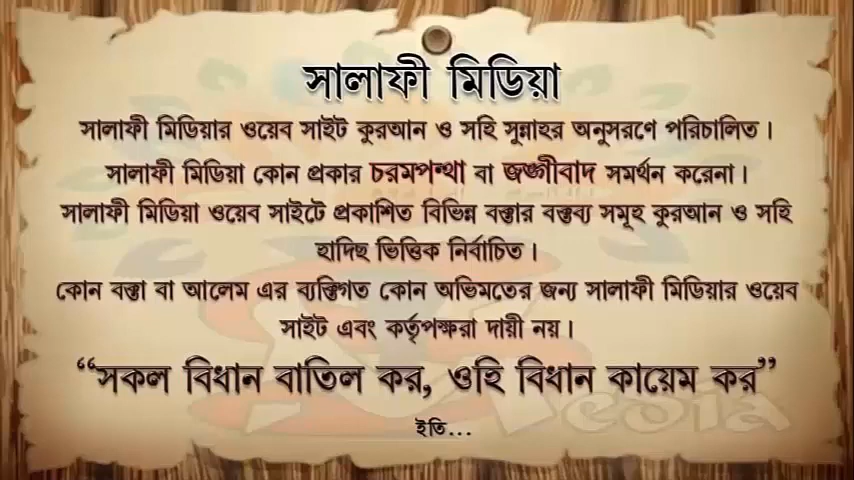 সালাফী মিডিয়া
সালাফী মিডিয়ার ওয়েব সাইট কুরআন ও সহি সুন্নাহর অনুসরণে পরিচালিত।
সালাফী মিডিয়া কোন প্রকার চরমপন্থা বা জঙ্গীবাদ সমর্থন করেনা।
সালাফী মিডিয়া ওয়েব সাইটে প্রকাশিত বিভিন্ন বক্তার বক্তব্য সমূহ কুরআন ও সহি
হাদিছ ভিত্তিক নির্বাচিত।
কোন বক্তা বা আলেম এর ব্যক্তিগত কোন অভিমতের জন্য সালাফী মিডিয়ার ওয়েব
সাইট এবং কর্তৃপক্ষরা দায়ী নয়।
“সকল বিধান বাতিল কর, ওহি বিধান কায়েম কর”
ইতি...